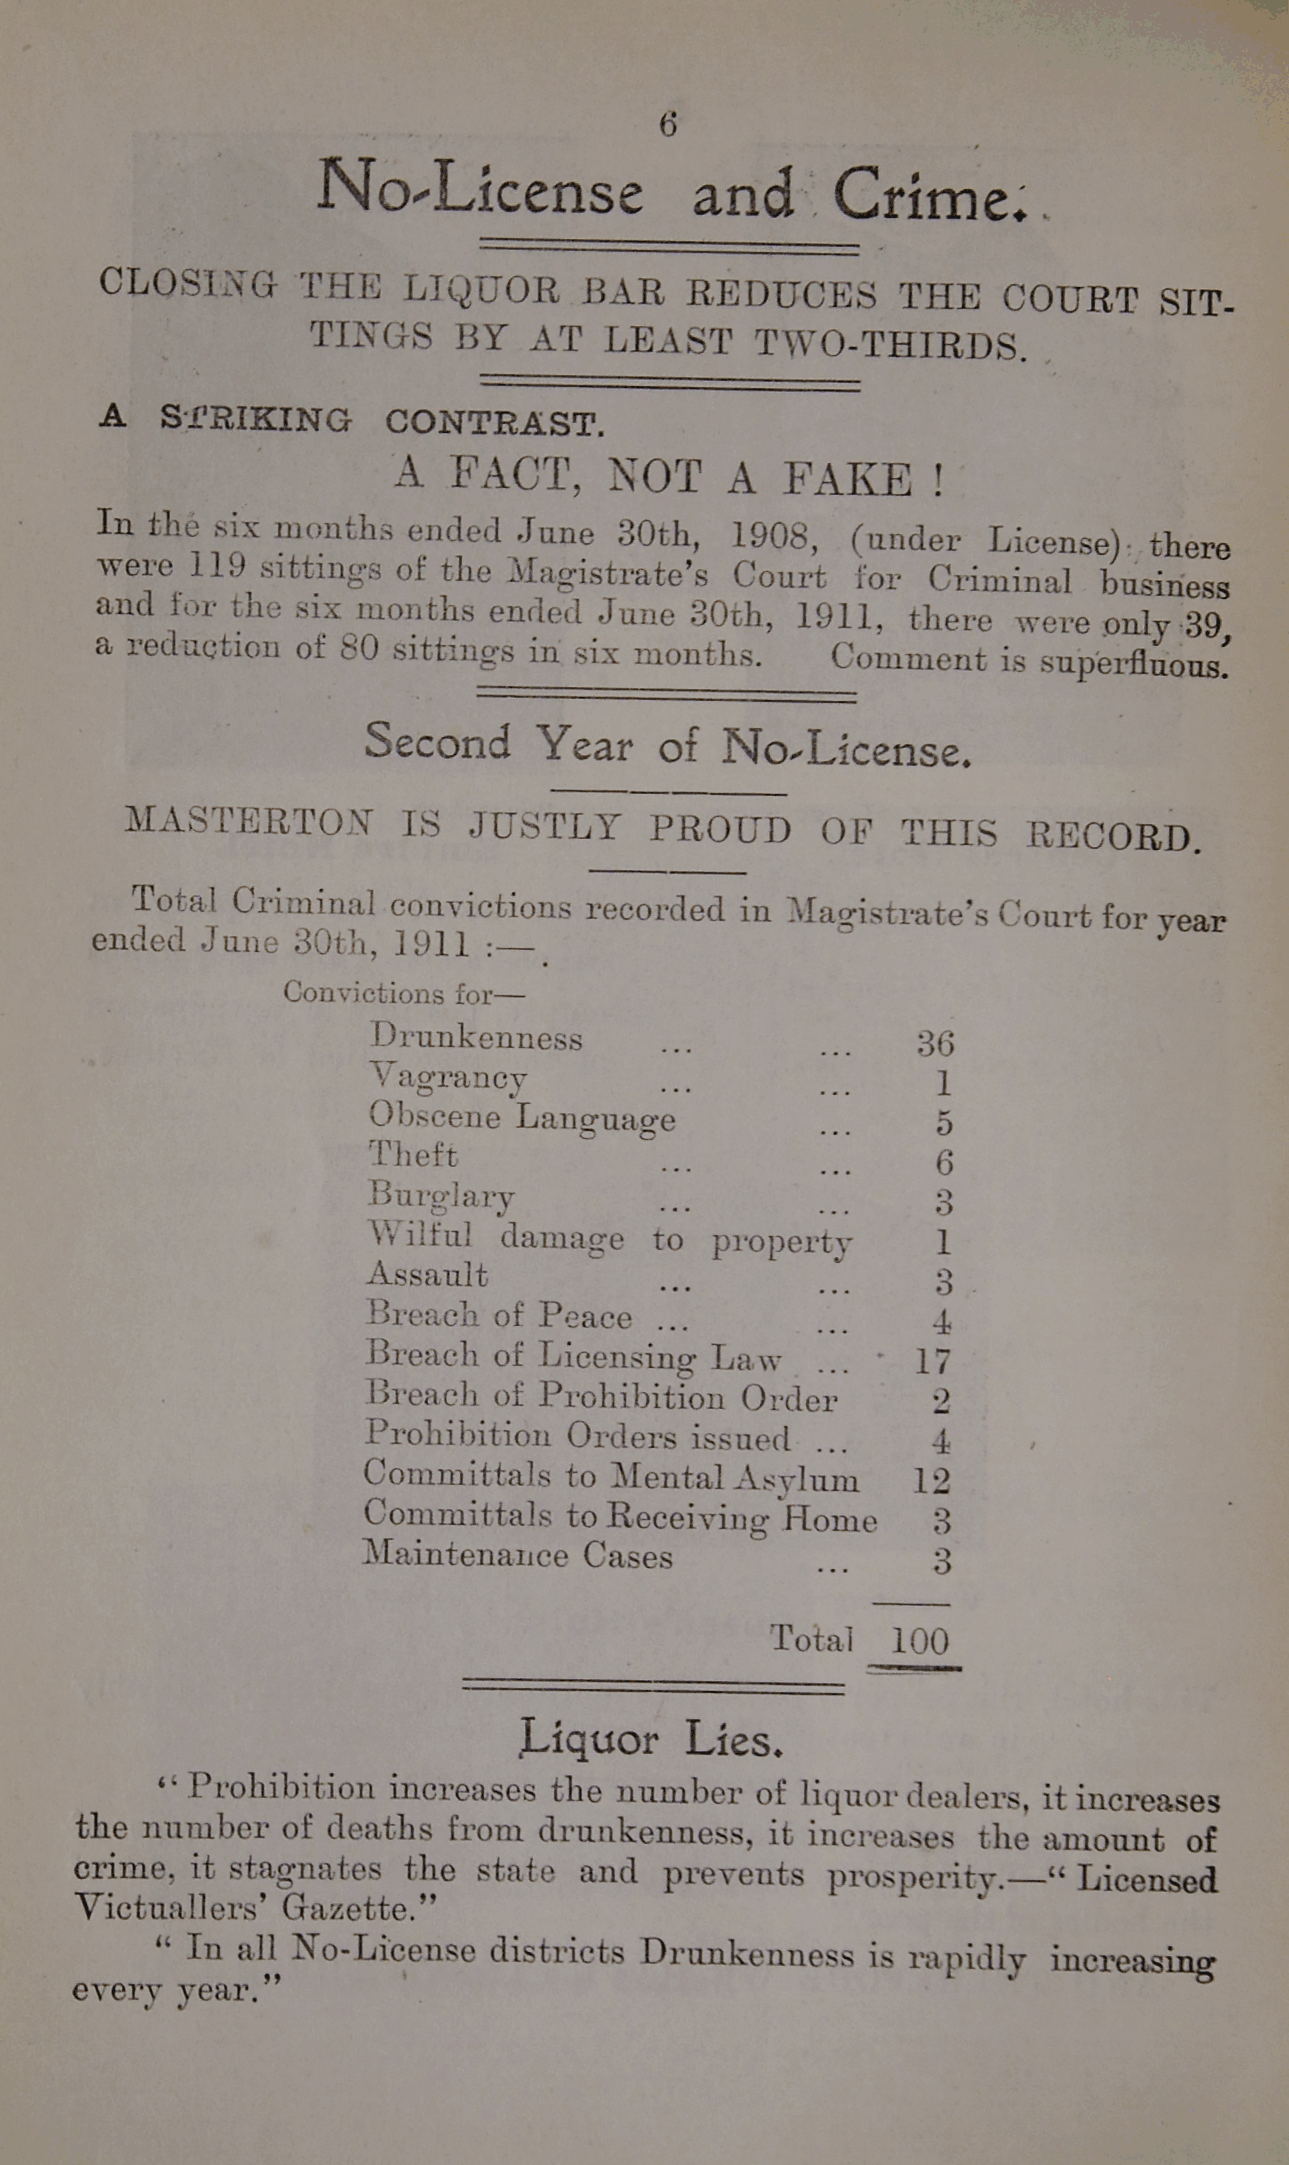 6
No-License and Crime.
CLOSING THE LIQUOR BAR REDUCES THE COURT SIT-
TINGS BY AT LEAST TWO-THIRDS.
A STRIKING CONTRAST.
A FACT, NOT A FAKE !
In the six months ended June 30th, 1908, (under License) there
were 119 sittings of the Magistrate's Court for Criminal business
and for the six months ended June 30th, 1911, there were only 39,
a reduction of 80 sittings in six months. Comment is superfluous.
Second Year of No-License.
MASTERTON IS JUSTLY PROUD OF THIS RECORD.
Total Criminal convictions recorded in Magistrate's Court for year
ended June 30th, 1911 :—
Convictions for—
Drunkenness ... ... 36
Vagrancy ... ... 1
Obscene Language ... 5
Theft ... ... 6
Burglary ... ... 3
Wilful damage to property 1
Assault ... ... 3
Breach of Peace ... ... 4
Breach of Licensing Law ... 17
Breach of Prohibition Order 2
Prohibition Orders issued ... 4
Committals to Mental Asylum 12
Committals to Receiving Home 3
Maintenance Cases ... 3
Total 100
Liquor Lies.
“ Prohibition increases the number of liquor dealers, it increases
the number of deaths from drunkenness, it increases the amount of
crime, it stagnates the state and prevents prosperity.—“ Licensed
Victuallers’ Gazette.”
“ In all No-License districts Drunkenness is rapidly increasing
every year.”